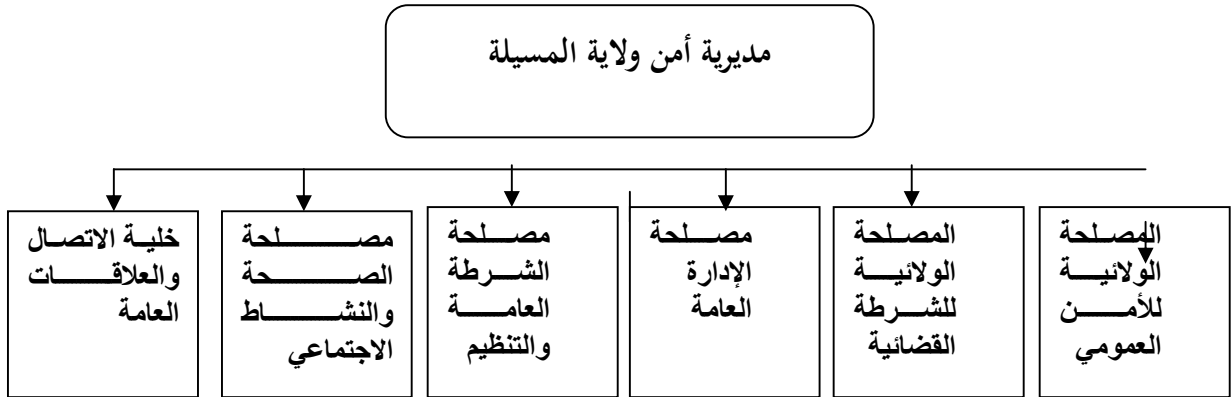 مديرية أمن ولاية المسيلة
المصلحة
الولائية
للأمن
العمومي
المصلحة
الولائية
للشرطة
القضائية
مصلحة
الإدارة
العامة
مصلحة
الشرطة
العامة
والتنظيم
مصلحة
الصحة
والنشاط
الاجتماعي
خلية الاتصال
والعلاقات
العامة